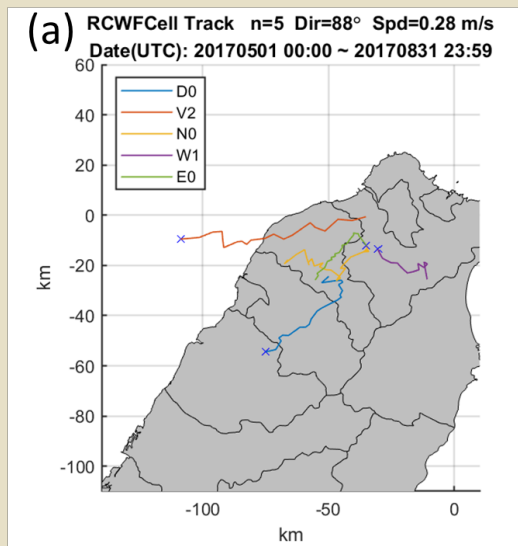 (a) RCWFCell Track n=5 Dir=88° Spd=0.28 m/s
Date(UTC): 20170501 00:00 ~ 20170831 23:59
60
40
20
0
-20
-40
-60
-80
-100
km
D0
V2
N0
W1
E0
-100
-50
0
km